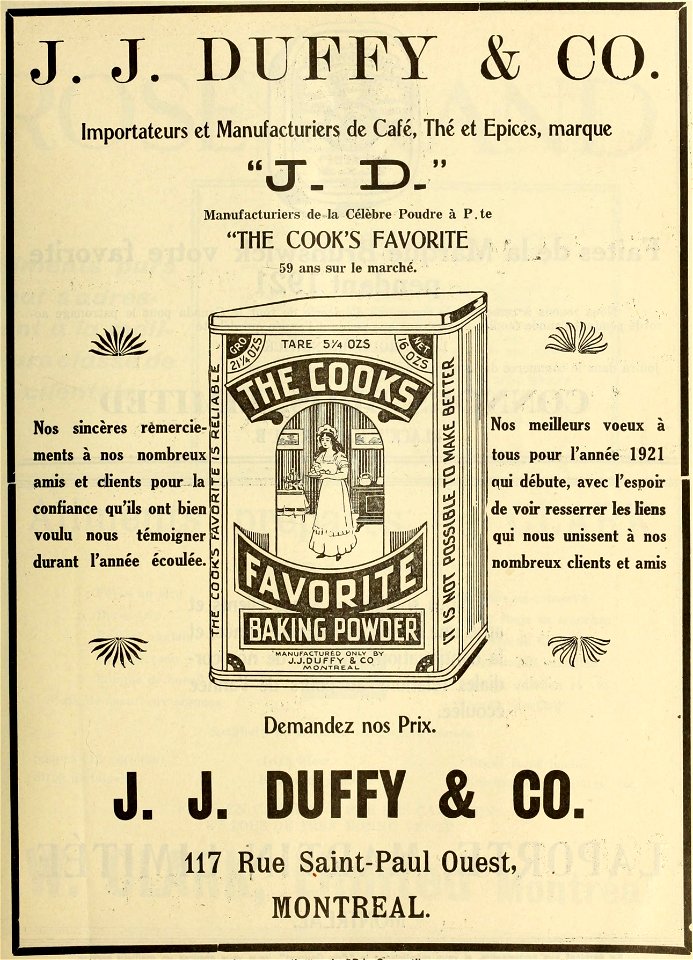 J. J. DUFFY & CO.
Importateurs et Manufacturiers de Café, Thé et Epices, marque
“J. D.”
Manufacturiers de la Célèbre Poudre à P.te
“THE COOK'S FAVORITE
59 ans sur le marché.
GRO. 21¼ OZS
TARE 5¼ OZS
NET. 16 OZS
THE COOKS
FAVORITE
BAKING POWDER
MANUFACTURED ONLY BY
J.J.DUFFY & CO
MONTREAL
THE COOK'S FAVORITE IS RELIABLE
IT IS NOT POSSIBLE TO MAKE BETTER
Nos sincères remercie-
ments à nos nombreux
amis et clients pour la
confiance qu'ils ont bien
voulu nous témoigner
durant l'année écoulée.
Nos meilleurs voeux à
tous pour l'année 1921
qui débute, avec l'espoir
de voir resserrer les liens
qui nous unissent à nos
nombreux clients et amis
Demandez nos Prix.
J. J. DUFFY & CO.
117 Rue Saint-Paul Ouest,
MONTREAL.